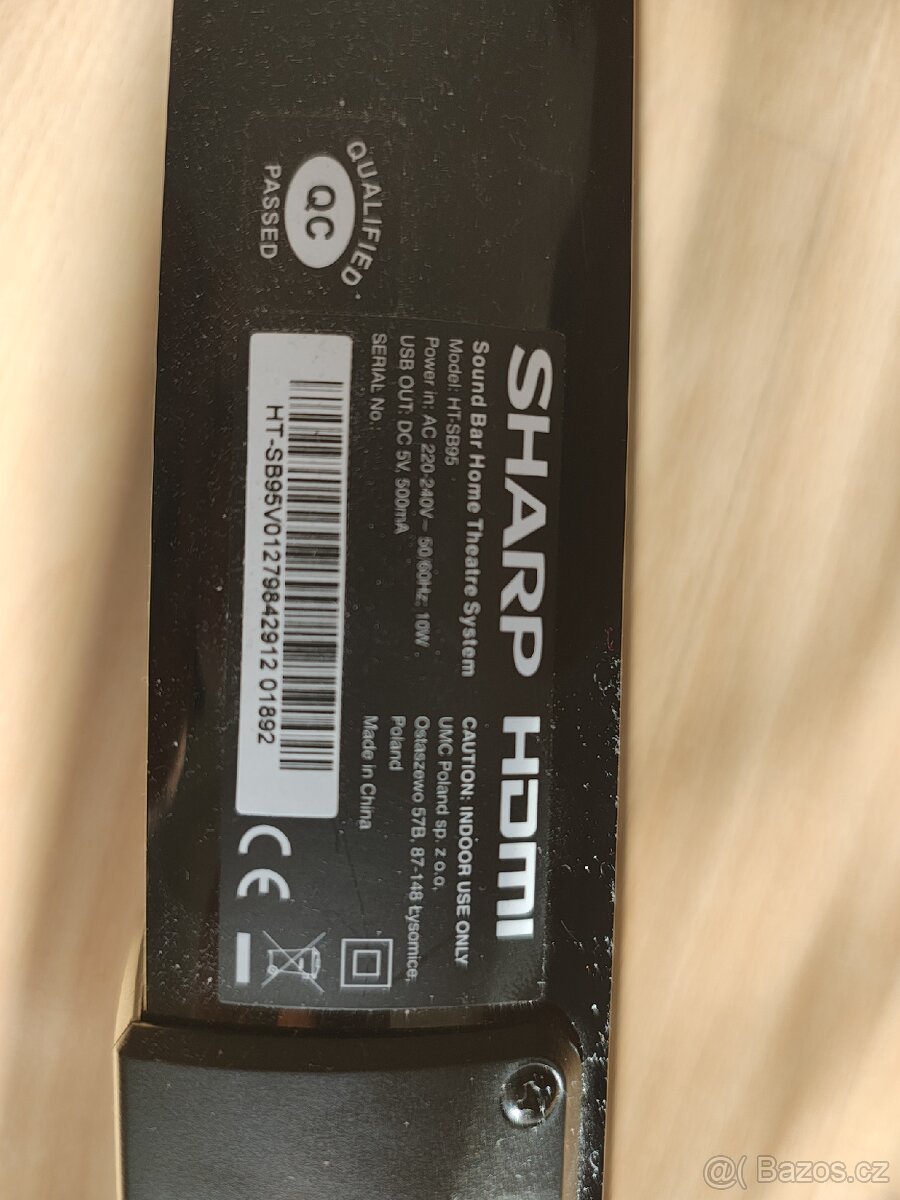 QUALIFIED
QC
PASSED
SHARP HDMI
Sound Bar Home Theatre System
Model: HT-SB95
Power in: AC 220-240V~ 50/60Hz, 10W
USB OUT: DC 5V, 500mA
SERIAL No.:
HT-SB95V01279842912 01892
CAUTION: INDOOR USE ONLY
UMC Poland sp. z o.o,
Ostaszewo 57B, 87-148 Łysomice,
Poland
Made in China
CE
@( Bazos.cz